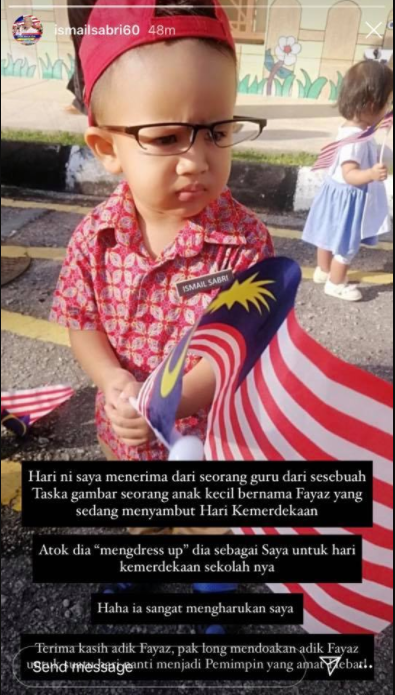 ismailsabri60 48m
ISMAIL SABRI
Hari ni saya menerima dari seorang guru dari sesebuah
Taska gambar seorang anak kecil bernama Fayaz yang
sedang menyambut Hari Kemerdekaan
Atok dia “mengdress up” dia sebagai Saya untuk hari
kemerdekaan sekolah nya
Haha ia sangat mengharukan saya
Terima kasih adik Fayaz, pak long mendoakan adik Fayaz
nanti menjadi Pemimpin yang amat
Send message